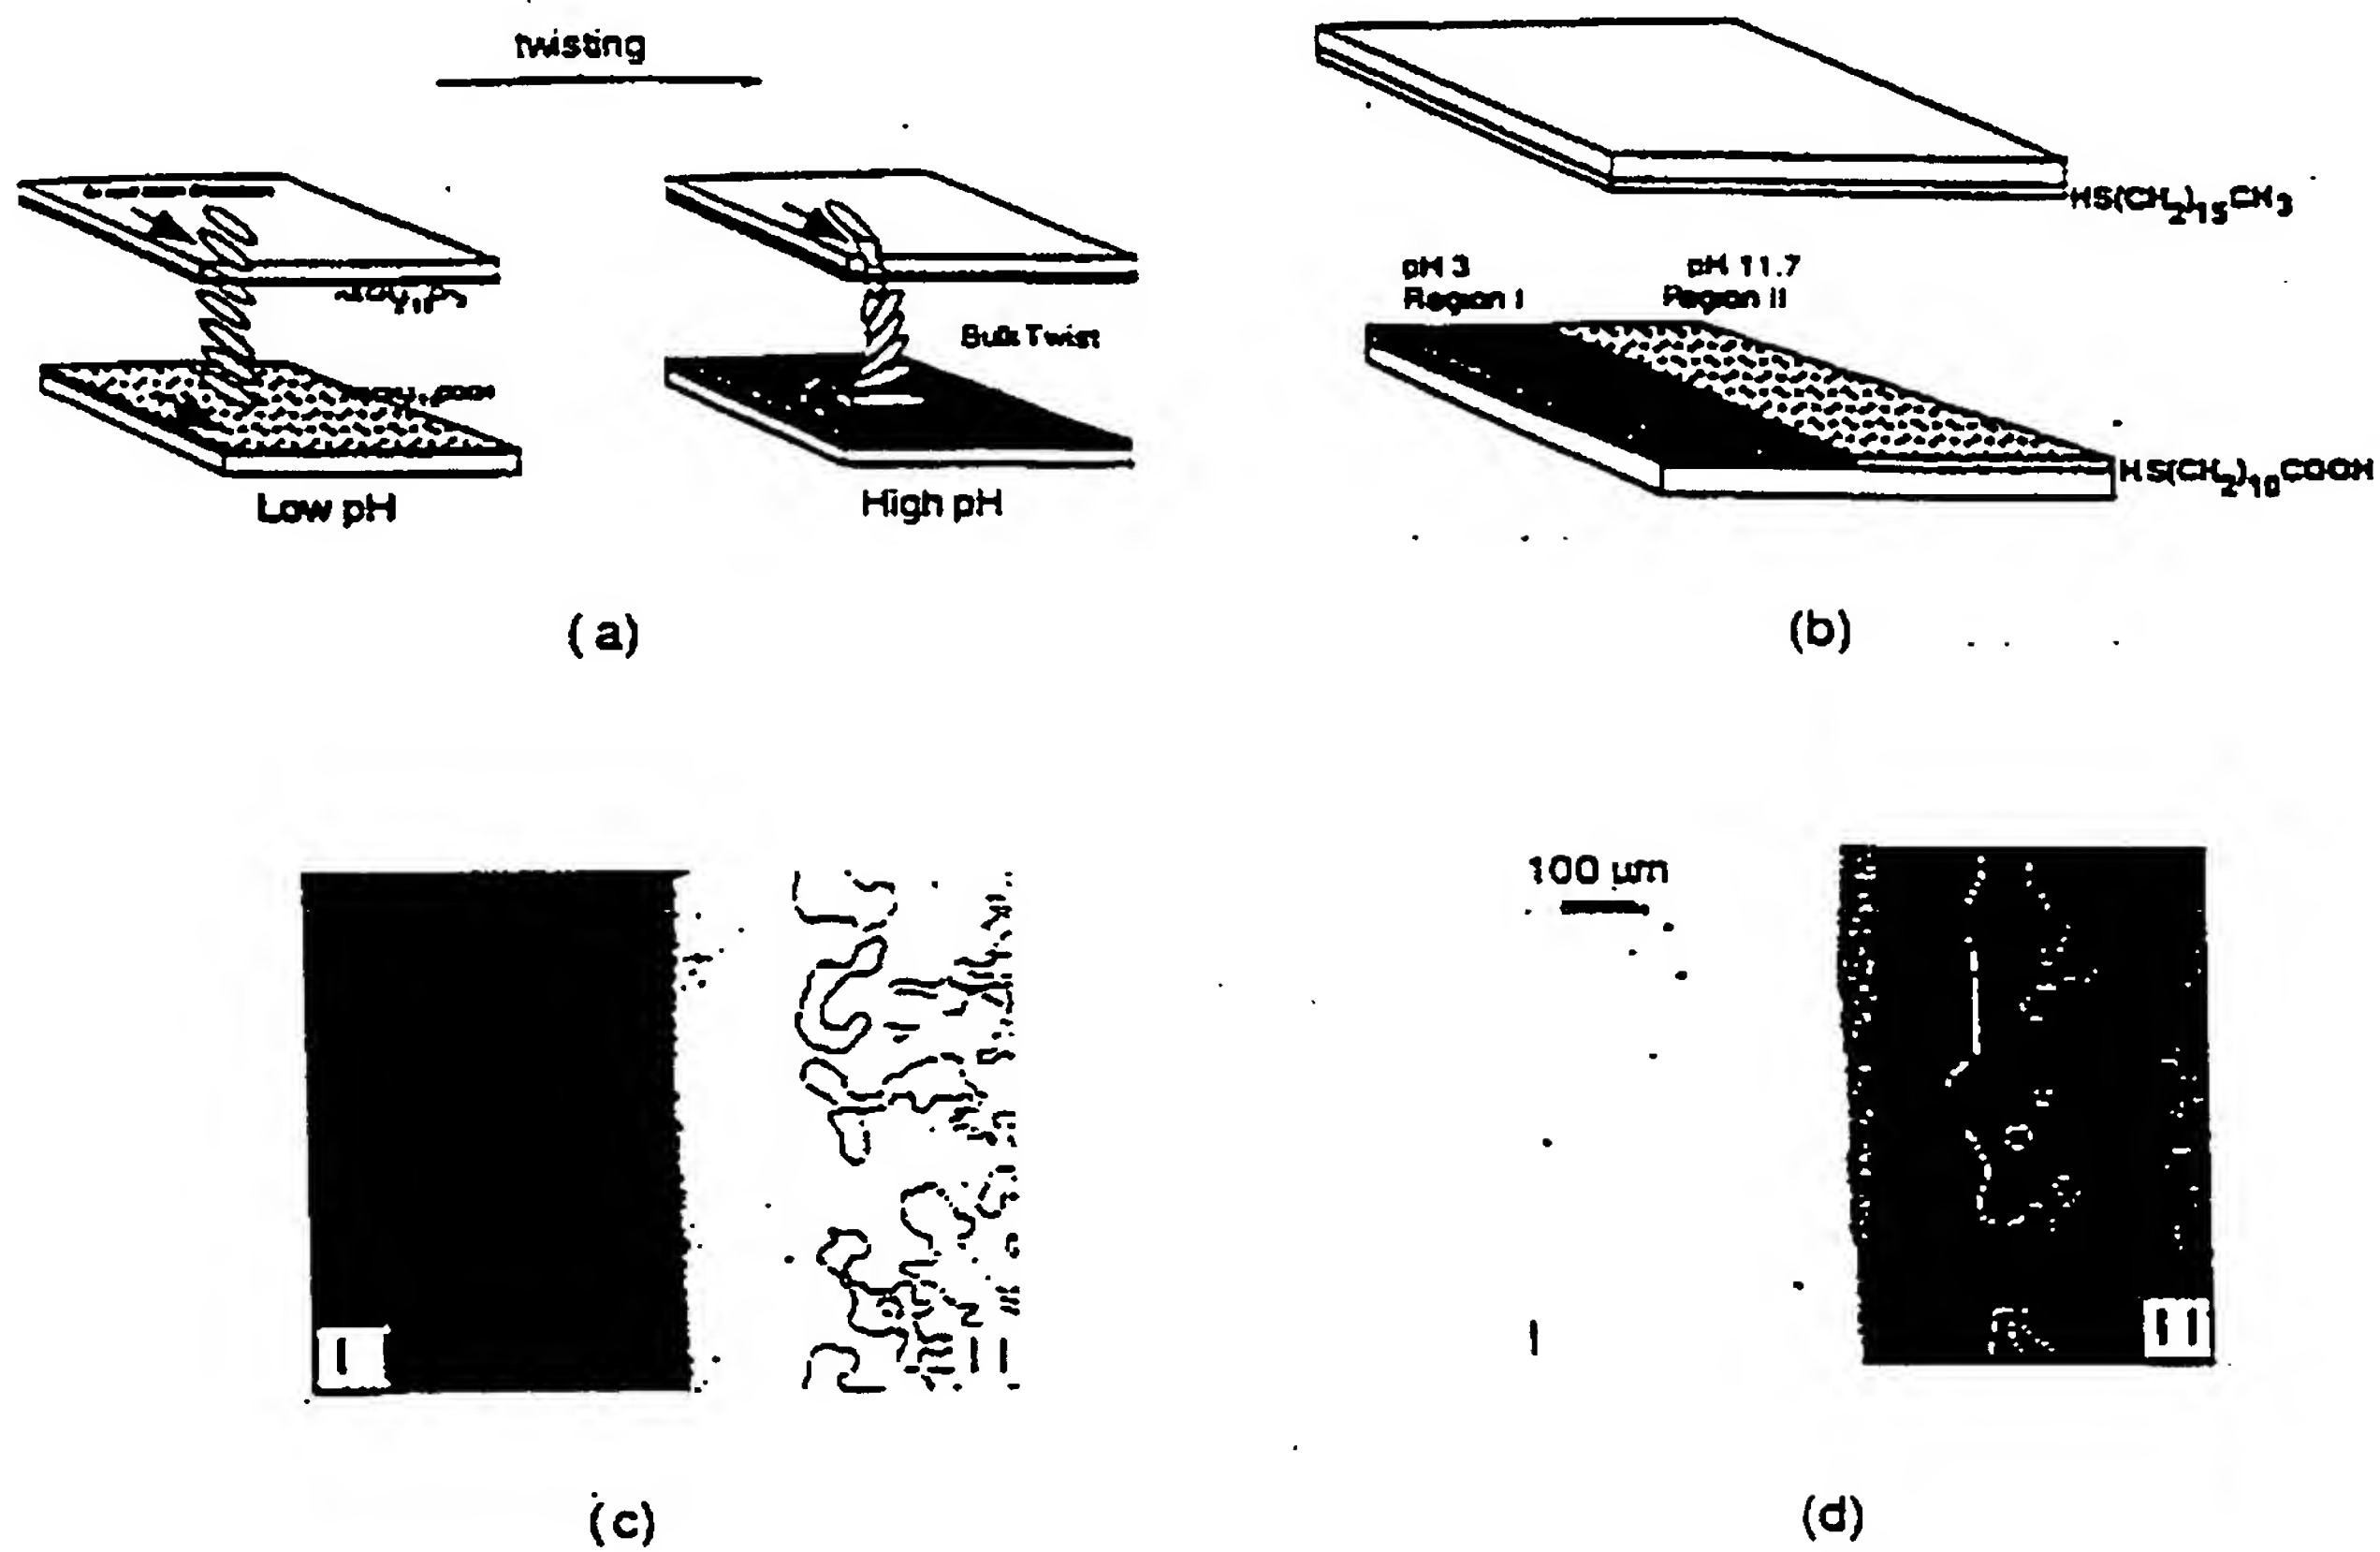 twisting
Low pH
High pH
Bulk Twist
(a)
HS(CH2)15CH3
pH 3
Region I
pH 11.7
Region II
HS(CH2)10COOH
(b)
I
II
(c)
100 µm
I
II
(d)